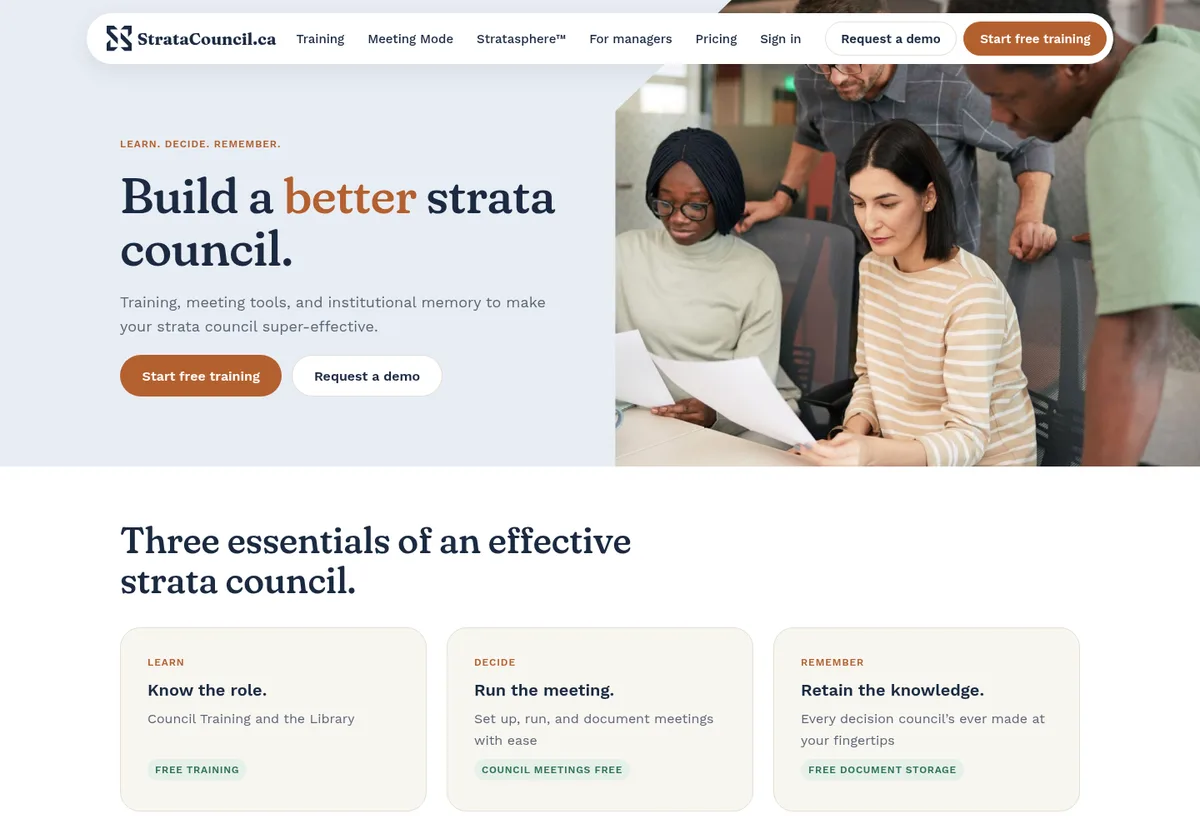 StrataCouncil.ca Training Meeting Mode Stratasphere™ For managers Pricing Sign in Request a demo Start free training
LEARN. DECIDE. REMEMBER.
Build a better strata
council.
Training, meeting tools, and institutional memory to make
your strata council super-effective.
Start free training Request a demo
Three essentials of an effective
strata council.
LEARN
Know the role.
Council Training and the Library
FREE TRAINING
DECIDE
Run the meeting.
Set up, run, and document meetings
with ease
COUNCIL MEETINGS FREE
REMEMBER
Retain the knowledge.
Every decision council’s ever made at
your fingertips
FREE DOCUMENT STORAGE